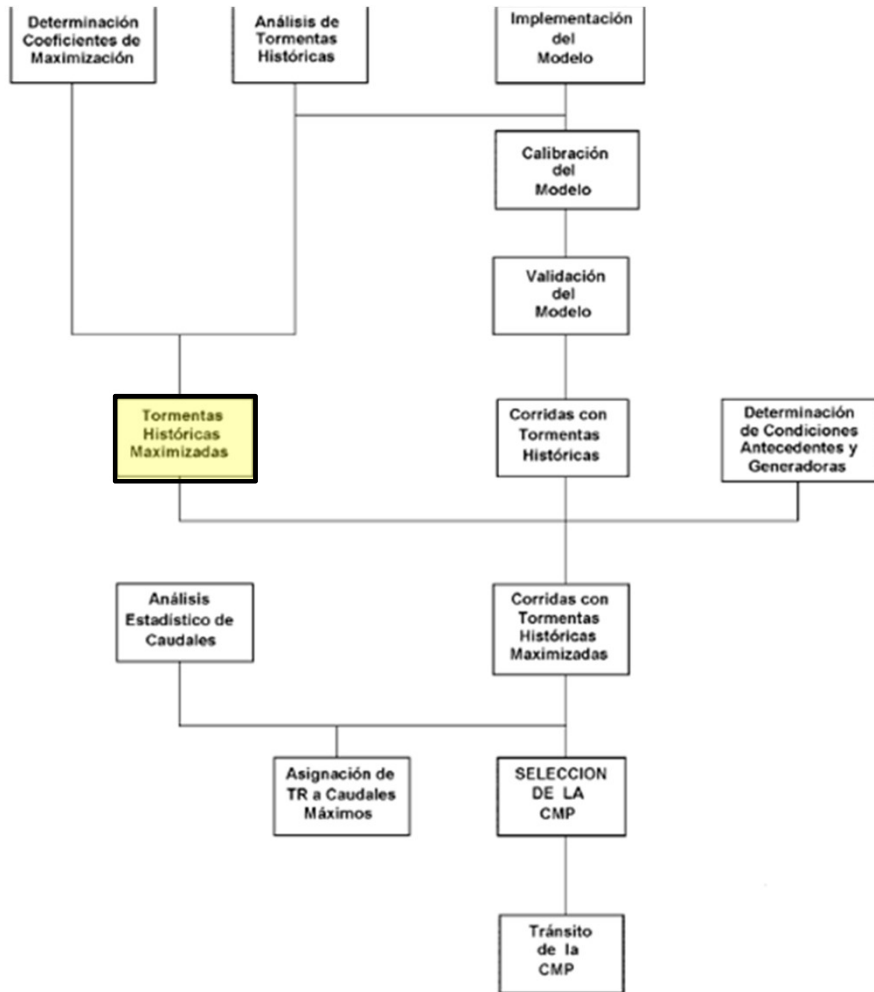 Determinación
Coeficientes de
Maximización
Análisis de
Tormentas
Históricas
Implementación
del
Modelo
Calibración
del
Modelo
Validación
del
Modelo
Tormentas
Históricas
Maximizadas
Corridas con
Tormentas
Históricas
Determinación
de Condiciones
Antecedentes y
Generadoras
Análisis
Estadístico de
Caudales
Corridas con
Tormentas
Históricas
Maximizadas
Asignación de
TR a Caudales
Máximos
SELECCION
DE LA
CMP
Tránsito
de la
CMP